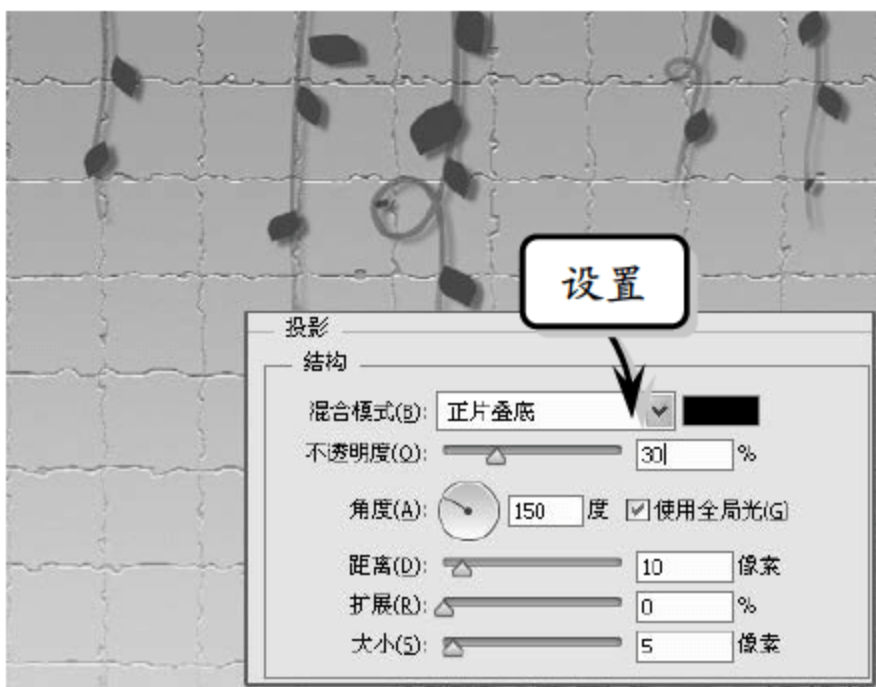 设置
投影
结构
混合模式(B): 正片叠底
不透明度(O): 30 %
角度(A): 150 度 使用全局光(G)
距离(D): 10 像素
扩展(R): 0 %
大小(S): 5 像素